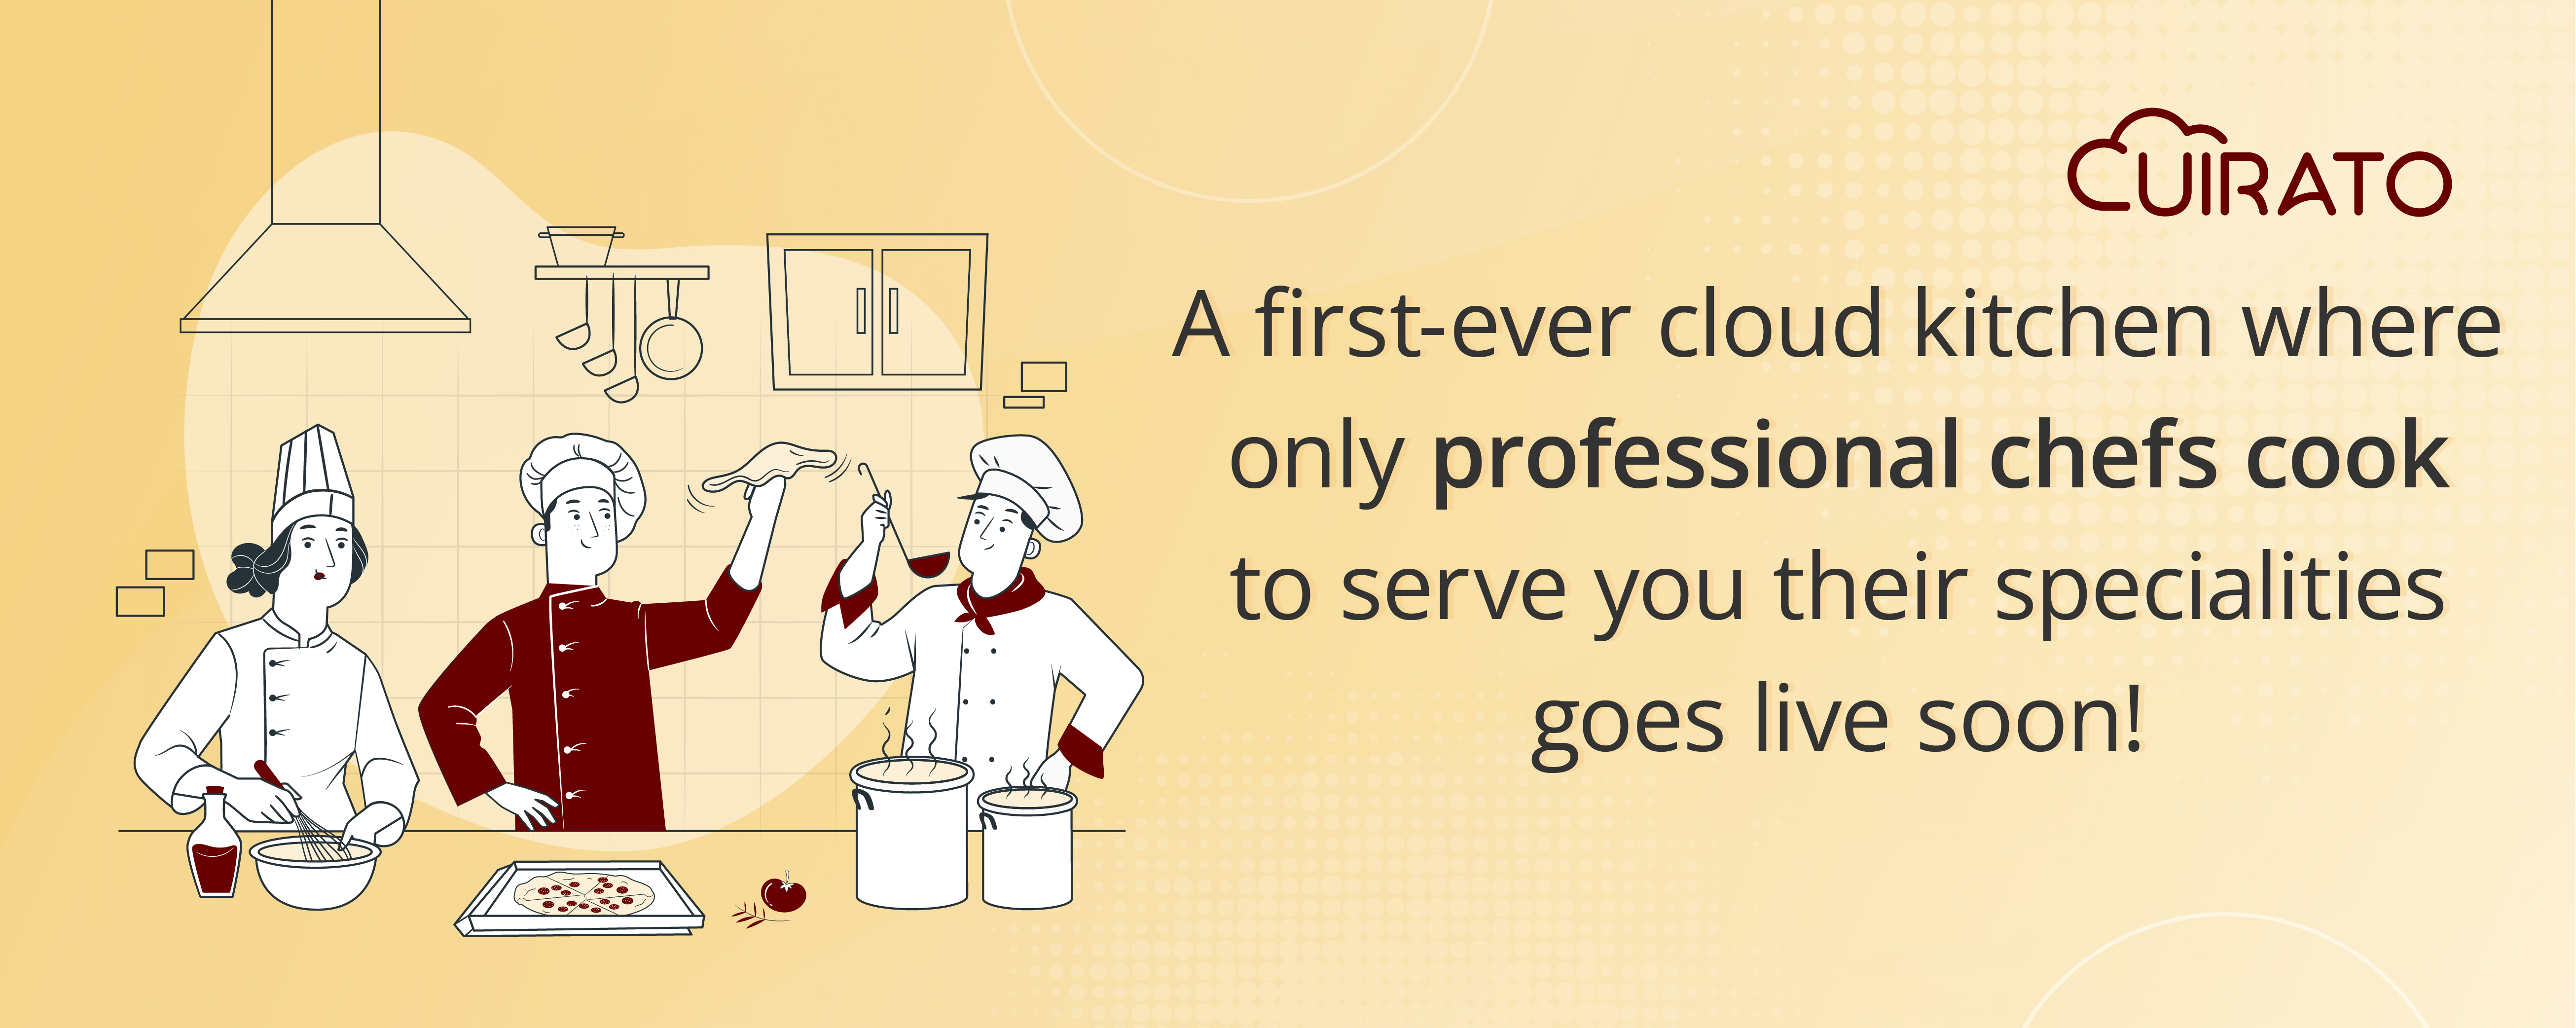 CUIRATO
A first-ever cloud kitchen where
only professional chefs cook
to serve you their specialities
goes live soon!